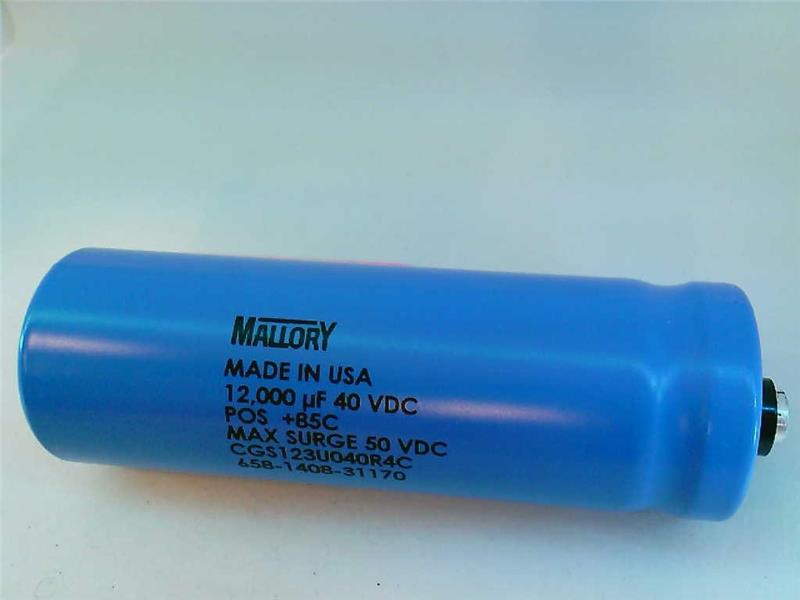 MALLORY
MADE IN USA
12,000 µF 40 VDC
POS +85C
MAX SURGE 50 VDC
CGS123U040R4C
658-1408-31170